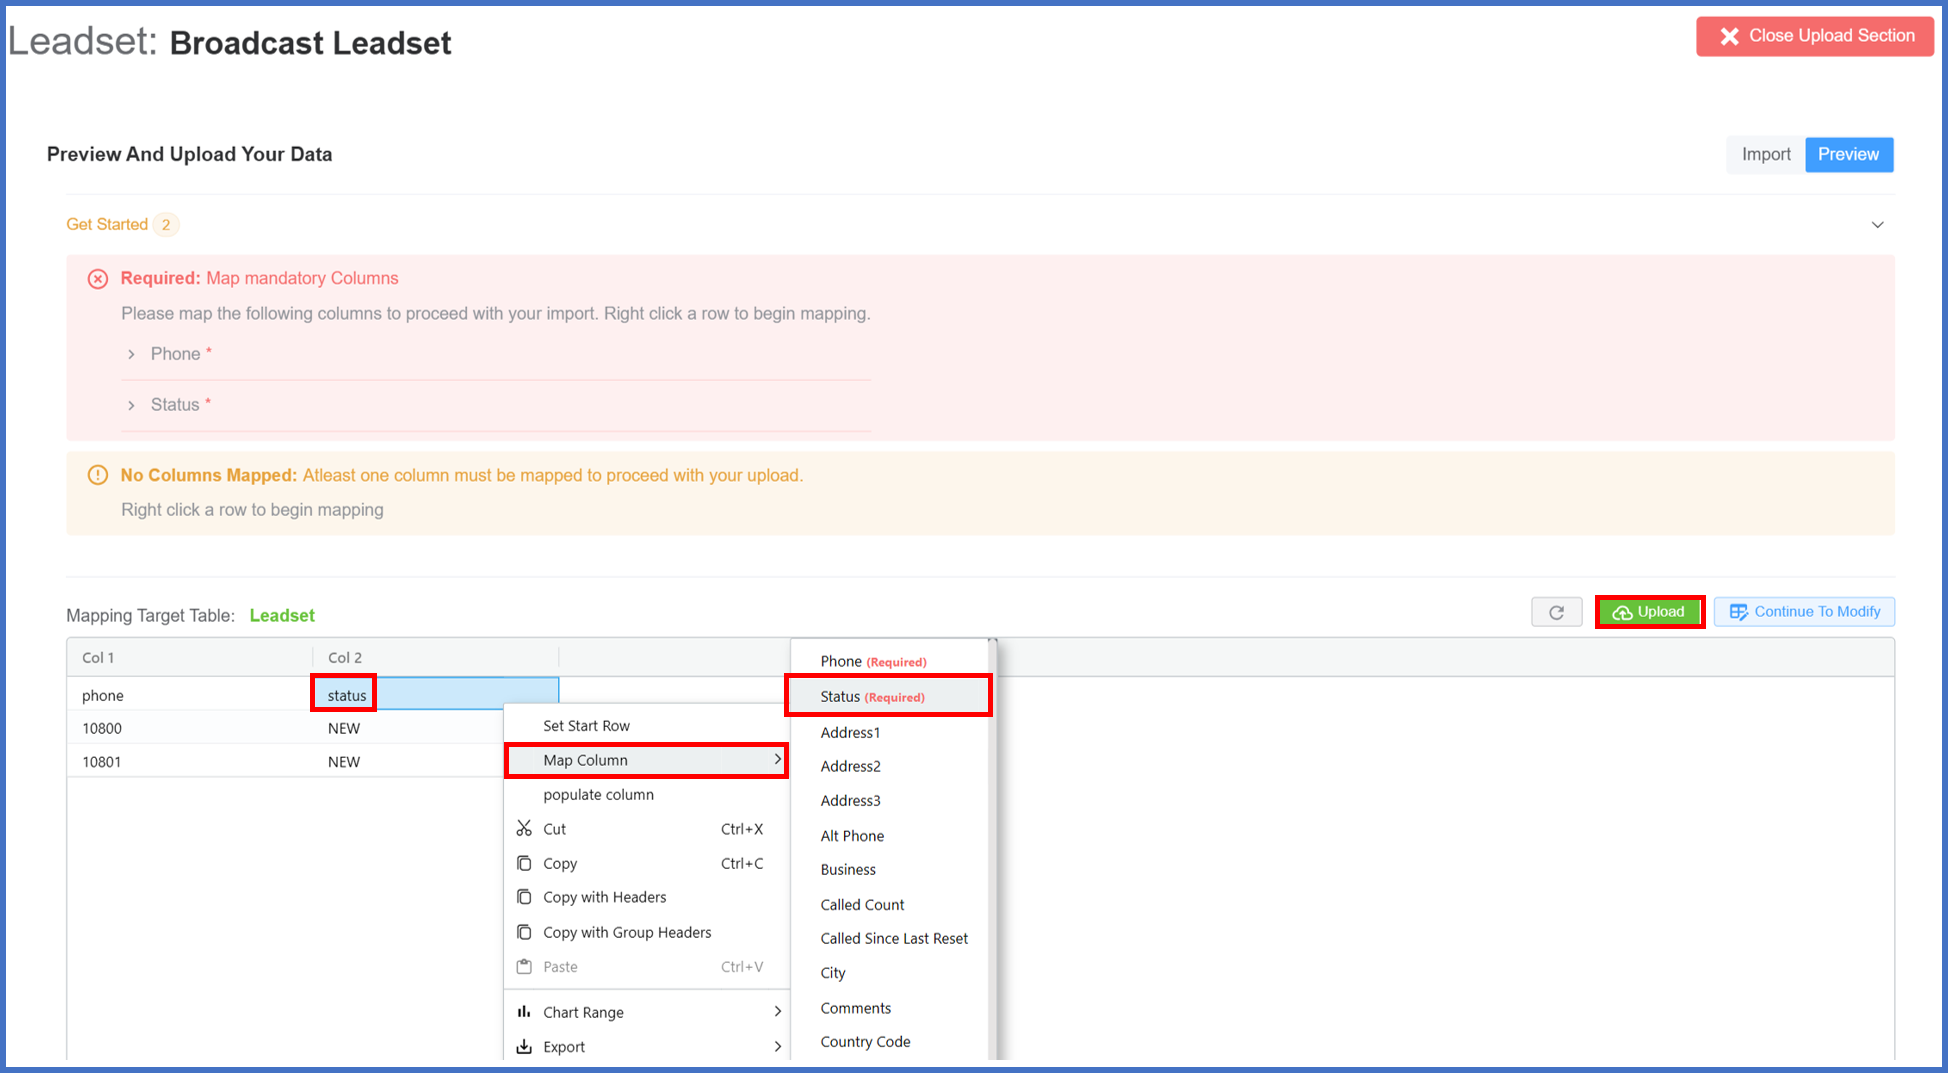 Leadset: Broadcast Leadset
Close Upload Section
Preview And Upload Your Data
Import
Preview
Get Started 2
Required: Map mandatory Columns
Please map the following columns to proceed with your import. Right click a row to begin mapping.
Phone *
Status *
No Columns Mapped: Atleast one column must be mapped to proceed with your upload.
Right click a row to begin mapping
Mapping Target Table: Leadset
Upload
Continue To Modify
Col 1
Col 2
phone
status
10800
NEW
10801
NEW
Set Start Row
Map Column
populate column
Cut Ctrl+X
Copy Ctrl+C
Copy with Headers
Copy with Group Headers
Paste Ctrl+V
Chart Range
Export
Phone (Required)
Status (Required)
Address1
Address2
Address3
Alt Phone
Business
Called Count
Called Since Last Reset
City
Comments
Country Code